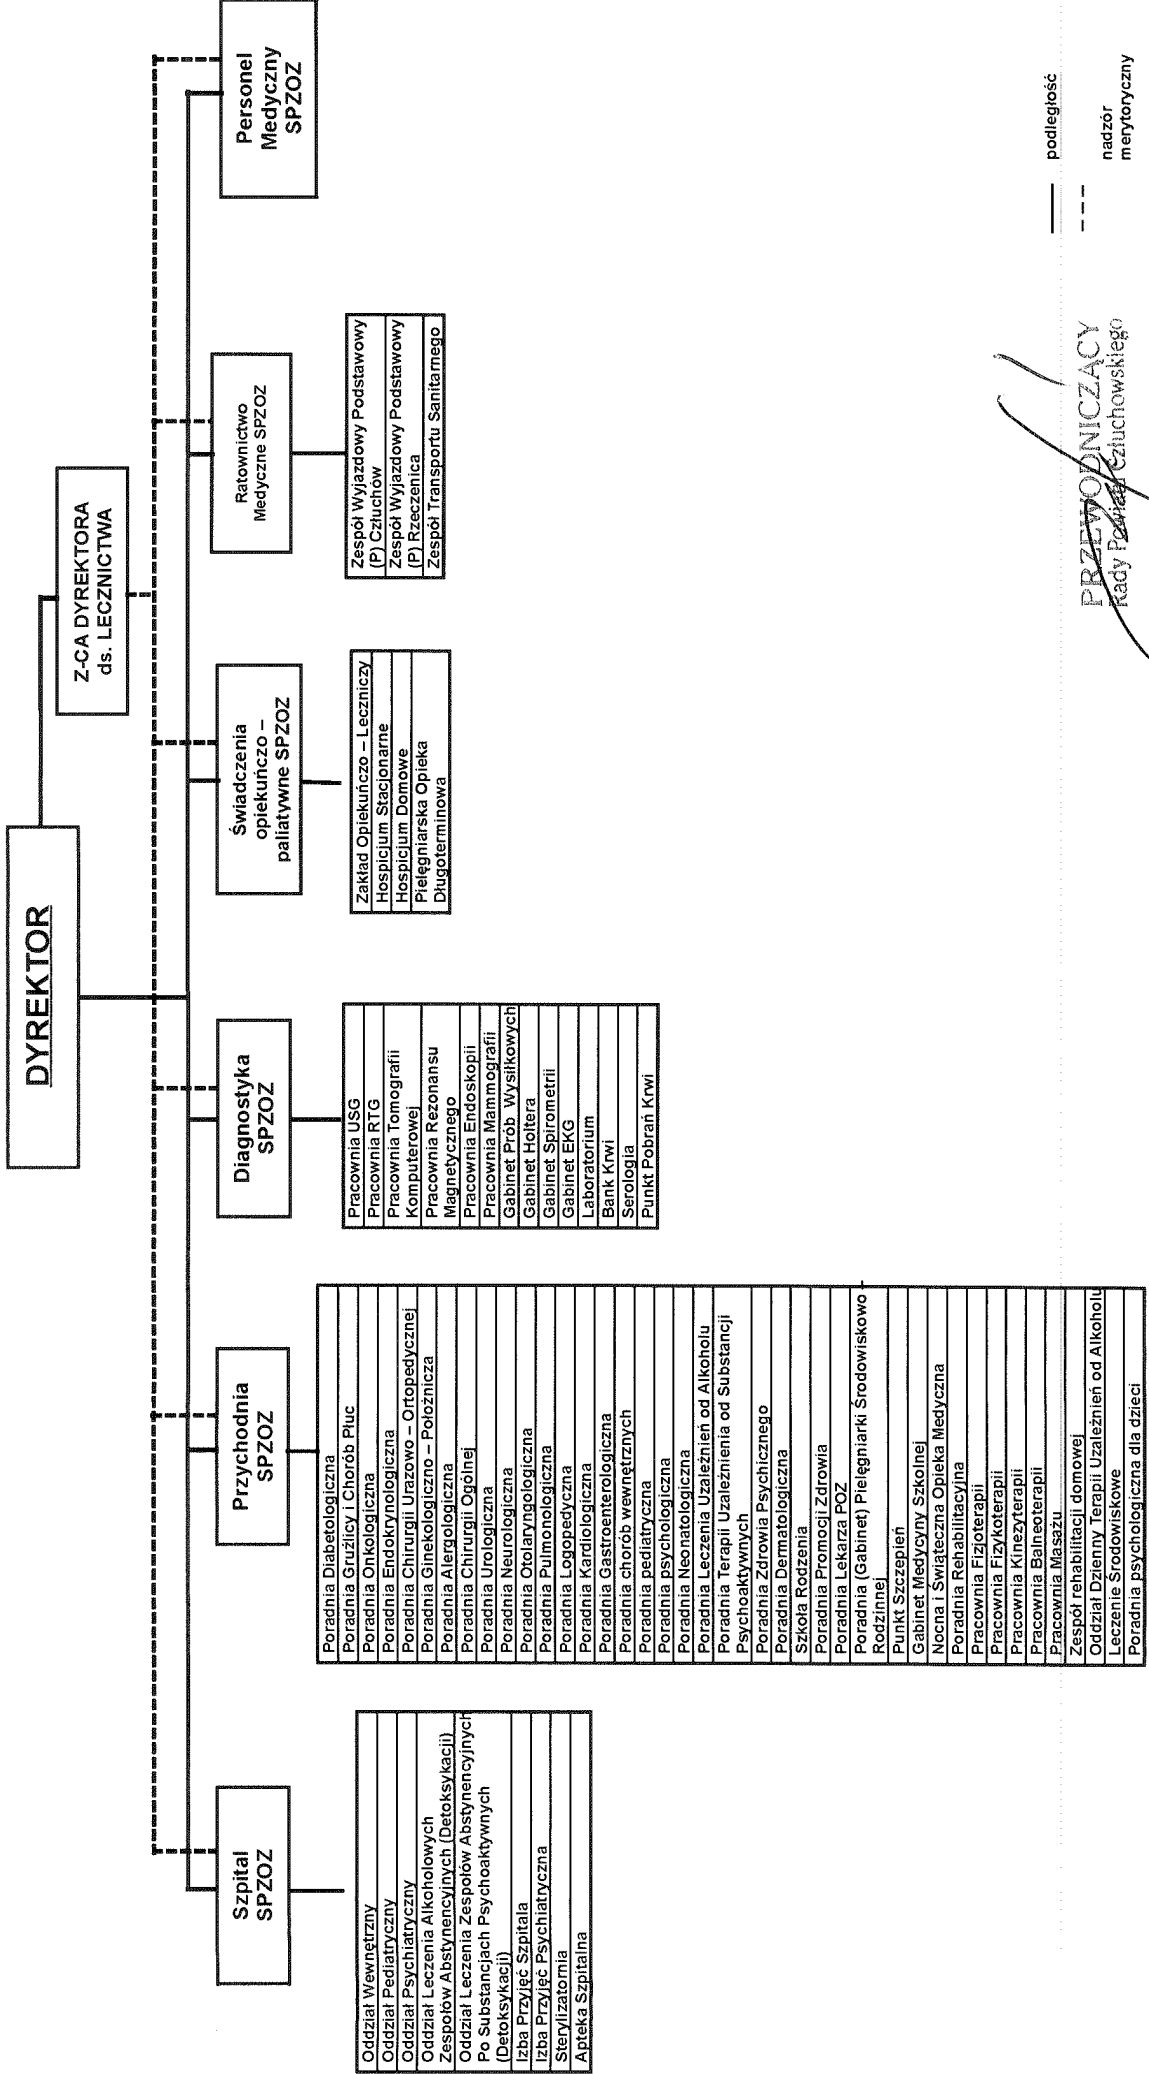 DYREKTOR
Z-CA DYREKTORA
ds. LECZNICTWA
Szpital
SPZOZ
Przychodnia
SPZOZ
Diagnostyka
SPZOZ
Świadczenia
opiekuńczo –
paliatywne SPZOZ
Ratownictwo
Medyczne SPZOZ
Personel
Medyczny
SPZOZ
Oddział Wewnętrzny
Oddział Pediatryczny
Oddział Psychiatryczny
Oddział Leczenia Alkoholowych
Zespołów Abstynencyjnych (Detoksykacji)
Oddział Leczenia Zespołów Abstynencyjnych
Po Substancjach Psychoaktywnych
(Detoksykacji)
Izba Przyjęć Szpitala
Izba Przyjęć Psychiatryczna
Sterylizatornia
Apteka Szpitalna
Poradnia Diabetologiczna
Poradnia Gruźlicy i Chorób Płuc
Poradnia Onkologiczna
Poradnia Endokrynologiczna
Poradnia Chirurgii Urazowo – Ortopedycznej
Poradnia Ginekologiczno – Położnicza
Poradnia Alergologiczna
Poradnia Chirurgii Ogólnej
Poradnia Urologiczna
Poradnia Neurologiczna
Poradnia Otolaryngologiczna
Poradnia Pulmonologiczna
Poradnia Logopedyczna
Poradnia Kardiologiczna
Poradnia Gastroenterologiczna
Poradnia chorób wewnętrznych
Poradnia pediatryczna
Poradnia psychologiczna
Poradnia Neonatologiczna
Poradnia Leczenia Uzależnień od Alkoholu
Poradnia Terapii Uzależnienia od Substancji
Psychoaktywnych
Poradnia Zdrowia Psychicznego
Poradnia Dermatologiczna
Szkoła Rodzenia
Poradnia Promocji Zdrowia
Poradnia Lekarza POZ
Poradnia (Gabinet) Pielęgniarki Środowiskowo –
Rodzinnej
Punkt Szczepień
Gabinet Medycyny Szkolnej
Nocna i Świąteczna Opieka Medyczna
Poradnia Rehabilitacyjna
Pracownia Fizjoterapii
Pracownia Fizykoterapii
Pracownia Kinezyterapii
Pracownia Balneoterapii
Pracownia Masażu
Zespół rehabilitacji domowej
Oddział Dzienny Terapii Uzależnień od Alkoholu
Leczenie Środowiskowe
Poradnia psychologiczna dla dzieci
Pracownia USG
Pracownia RTG
Pracownia Tomografii
Komputerowej
Pracownia Rezonansu
Magnetycznego
Pracownia Endoskopii
Pracownia Mammografii
Gabinet Prób Wysiłkowych
Gabinet Holtera
Gabinet Spirometrii
Gabinet EKG
Laboratorium
Bank Krwi
Serologia
Punkt Pobrań Krwi
Zakład Opiekuńczo – Leczniczy
Hospicjum Stacjonarne
Hospicjum Domowe
Pielęgniarska Opieka
Długoterminowa
Zespół Wyjazdowy Podstawowy
(P) Człuchów
Zespół Wyjazdowy Podstawowy
(P) Rzeczenica
Zespół Transportu Sanitarnego
podległość
nadzór
merytoryczny
PRZEWODNICZĄCY
Rady Powiatu Człuchowskiego